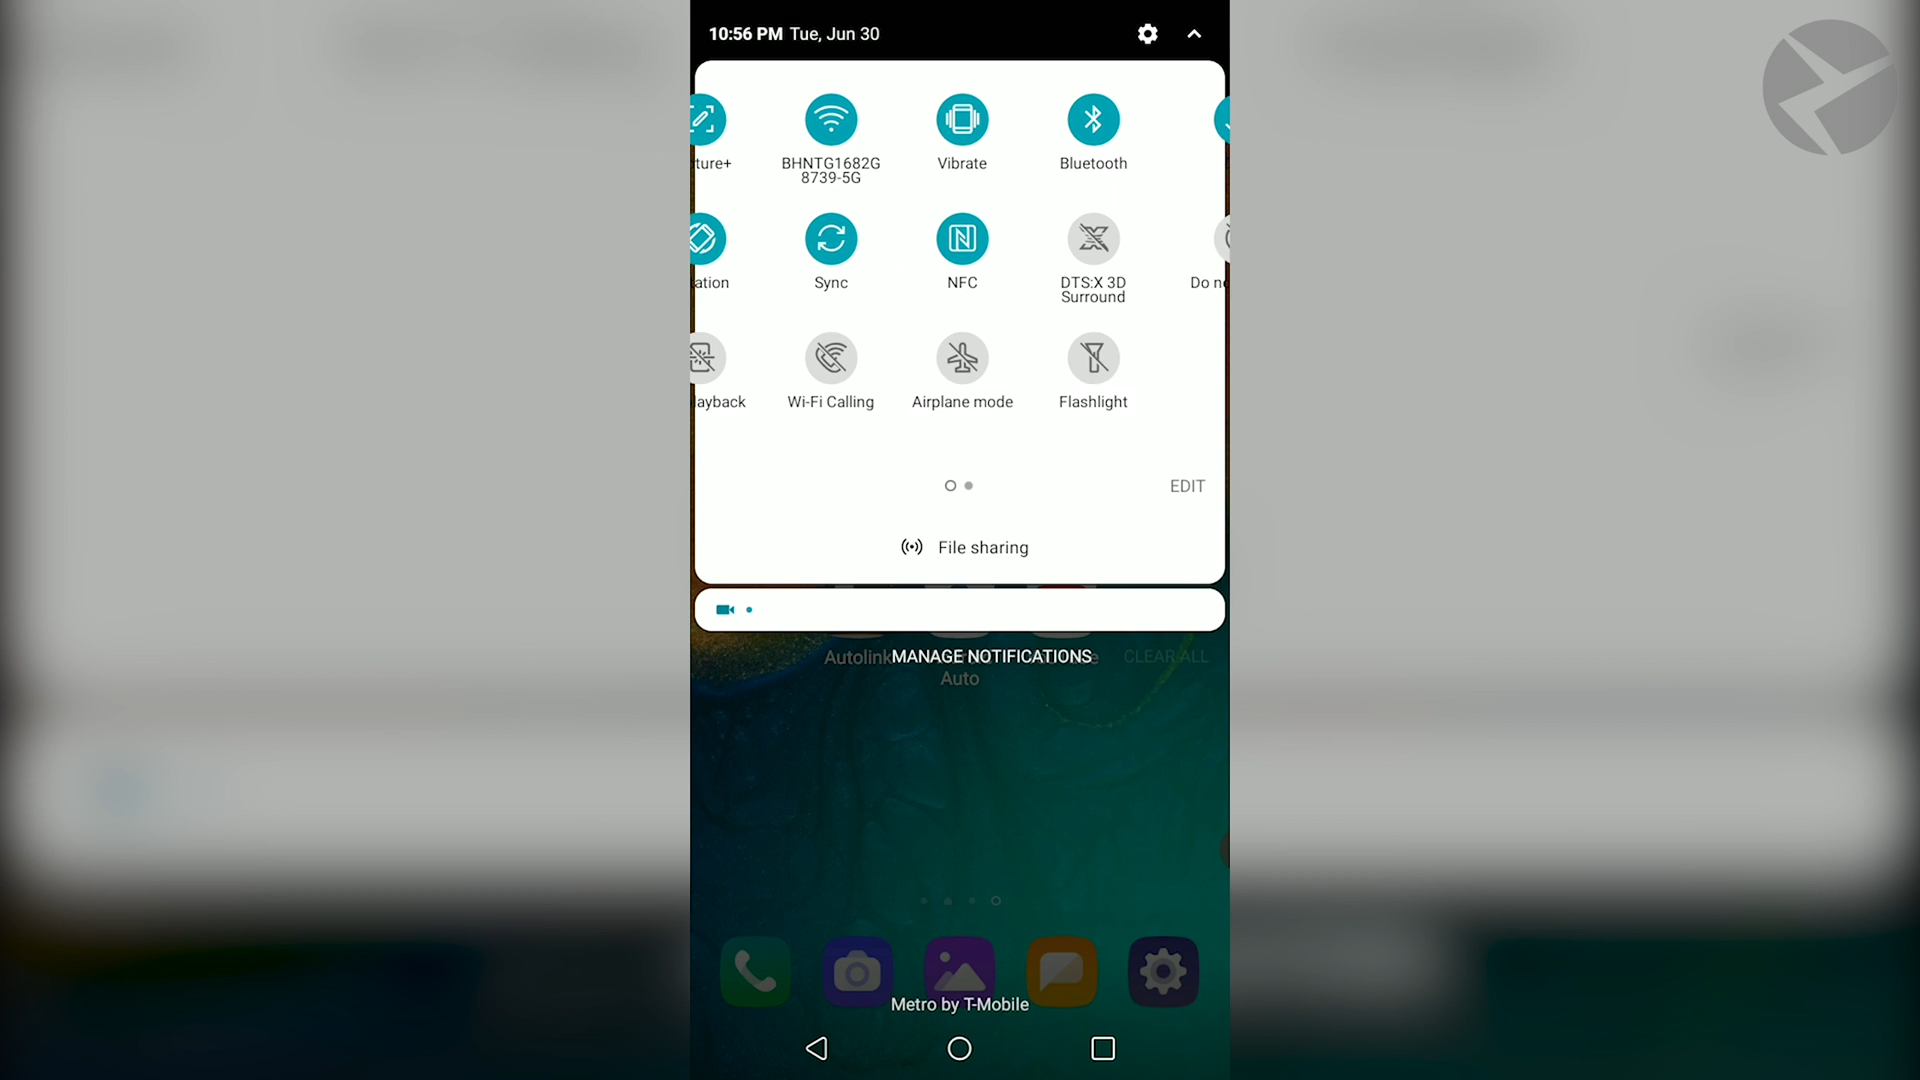 10:56 PM Tue, Jun 30
ture+
BHNTG1682G
8739-5G
Vibrate
Bluetooth
ation
Sync
NFC
DTS:X 3D
Surround
Do n
layback
Wi-Fi Calling
Airplane mode
Flashlight
EDIT
File sharing
Autolink
MANAGE NOTIFICATIONS
CLEAR ALL
Auto
Metro by T-Mobile